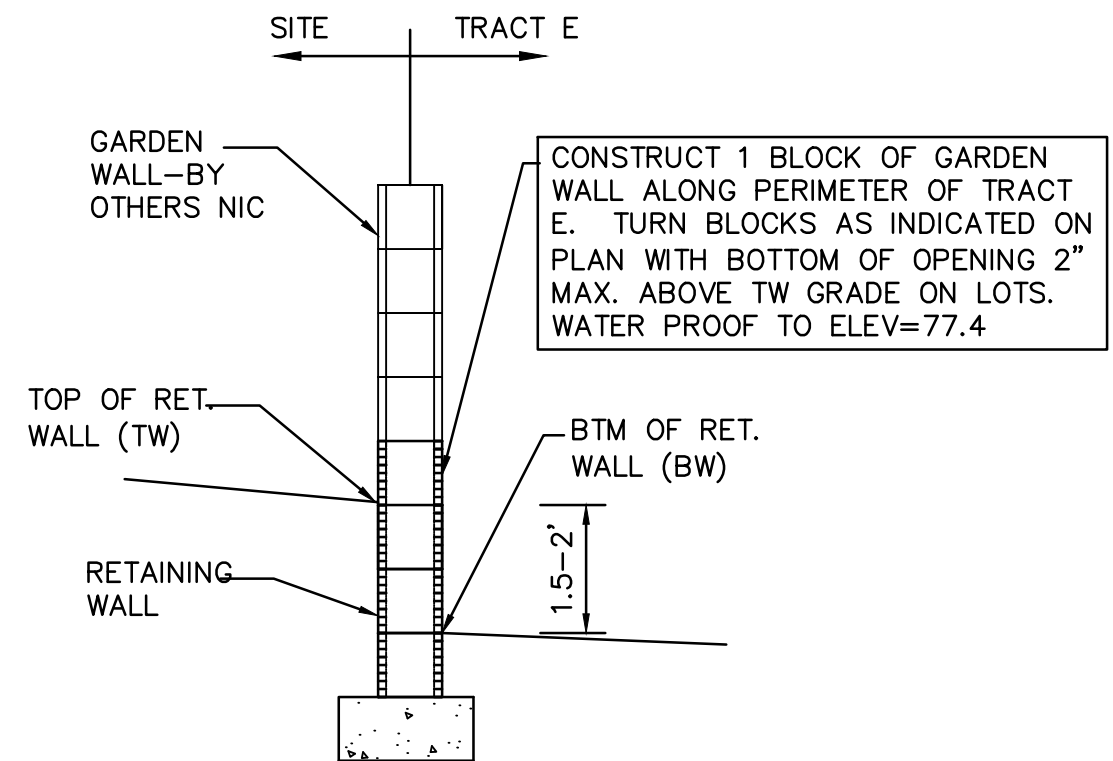 SITE
TRACT E
GARDEN
WALL-BY
OTHERS NIC
CONSTRUCT 1 BLOCK OF GARDEN
WALL ALONG PERIMETER OF TRACT
E. TURN BLOCKS AS INDICATED ON
PLAN WITH BOTTOM OF OPENING 2"
MAX. ABOVE TW GRADE ON LOTS.
WATER PROOF TO ELEV=77.4
TOP OF RET.
WALL (TW)
BTM OF RET.
WALL (BW)
1.5-2'
RETAINING
WALL